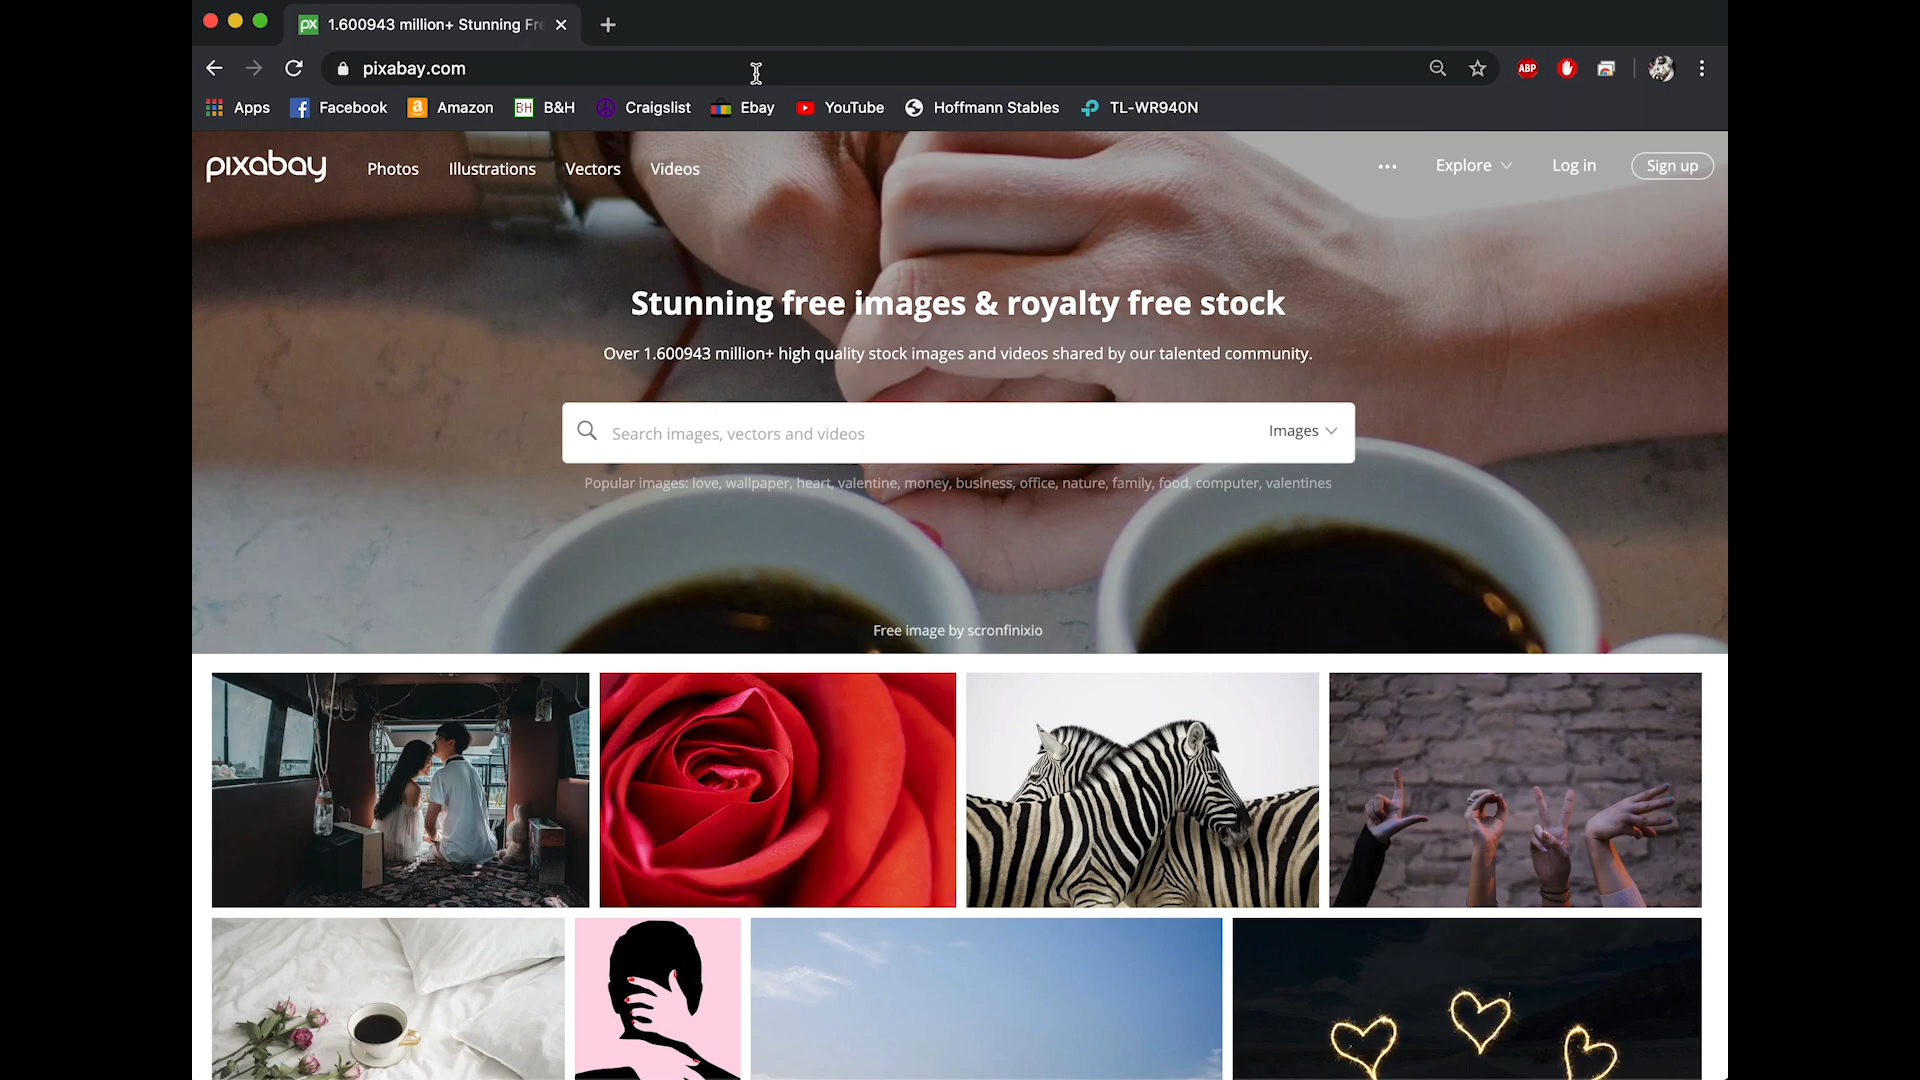 1.600943 million+ Stunning Fre
pixabay.com
ABP
Apps Facebook Amazon BH B&H Craigslist Ebay YouTube Hoffmann Stables TL-WR940N
pixabay Photos Illustrations Vectors Videos Explore Log in Sign up
Stunning free images & royalty free stock
Over 1.600943 million+ high quality stock images and videos shared by our talented community.
Search images, vectors and videos Images
Popular images: love, wallpaper, heart, valentine, money, business, office, nature, family, food, computer, valentines
Free image by scronfinixio